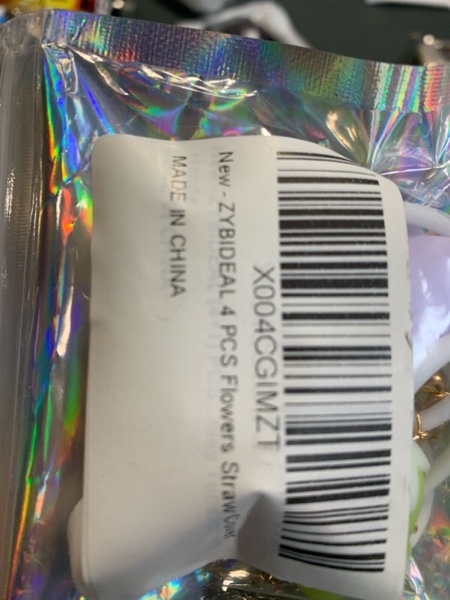 X004CGIMZT
New - ZYBIDEAL 4 PCS Flowers Straw
MADE IN CHINA